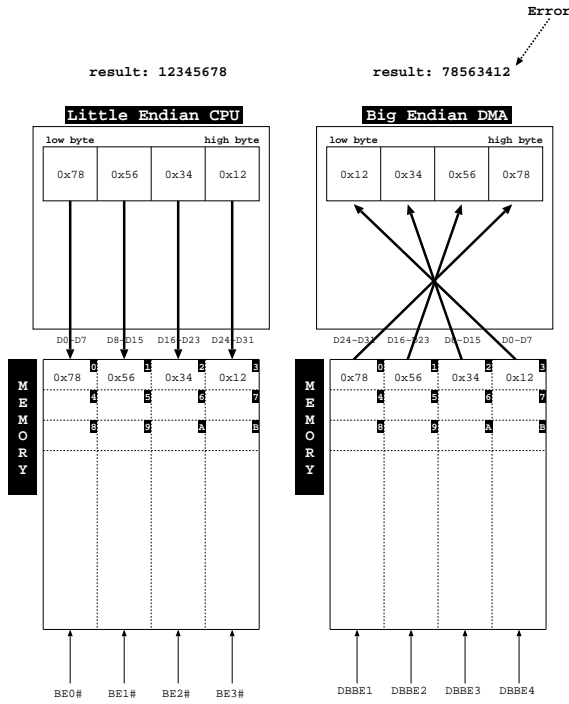 Error
result: 12345678
result: 78563412
Little Endian CPU
Big Endian DMA
low byte high byte
low byte high byte
0x78 0x56 0x34 0x12
0x12 0x34 0x56 0x78
D0-D7 D8-D15 D16-D23 D24-D31
D24-D31 D16-D23 D8-D15 D0-D7
MEMORY
0 1 2 3
0x78 0x56 0x34 0x12
4 5 6 7
8 9 A B
MEMORY
0 1 2 3
0x78 0x56 0x34 0x12
4 5 6 7
8 9 A B
BE0# BE1# BE2# BE3#
DBBE1 DBBE2 DBBE3 DBBE4